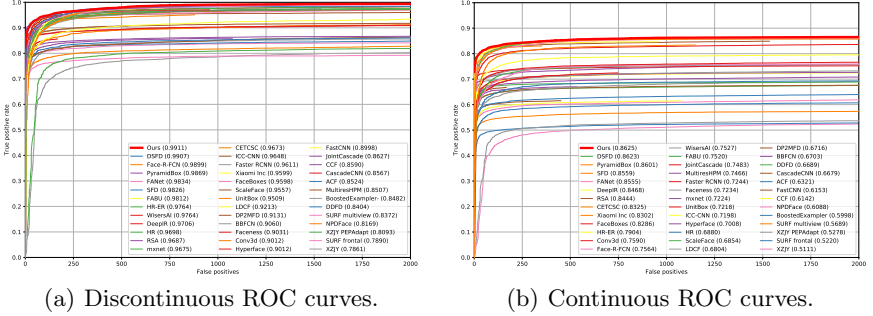 1.0
0.9
0.8
0.7
0.6
0.5
0.4
0.3
0.2
0.1
0.0
True positive rate
0 250 500 750 1000 1250 1500 1750 2000
False positives
Ours (0.9911)
DSFD (0.9907)
Face-R-FCN (0.9899)
PyramidBox (0.9869)
FANet (0.9834)
SFD (0.9826)
FABU (0.9812)
HR-ER (0.9764)
WisersAI (0.9764)
DeepIR (0.9706)
HR (0.9698)
RSA (0.9687)
mxnet (0.9675)
CETCSC (0.9673)
ICC-CNN (0.9648)
Faster RCNN (0.9611)
Xiaomi Inc (0.9599)
FaceBoxes (0.9598)
ScaleFace (0.9557)
UnitBox (0.9509)
LDCF (0.9213)
DP2MFD (0.9131)
BBFCN (0.9060)
Faceness (0.9031)
Conv3d (0.9012)
Hyperface (0.9012)
FastCNN (0.8998)
JointCascade (0.8627)
CCF (0.8590)
CascadeCNN (0.8567)
ACF (0.8524)
MultiresHPM (0.8507)
BoostedExampler- (0.8482)
DDFD (0.8404)
SURF multiview (0.8372)
NPDFace (0.8169)
XZJY PEPAdapt (0.8093)
SURF frontal (0.7890)
XZJY (0.7861)
(a) Discontinuous ROC curves.
1.0
0.9
0.8
0.7
0.6
0.5
0.4
0.3
0.2
0.1
0.0
True positive rate
0 250 500 750 1000 1250 1500 1750 2000
False positives
Ours (0.8625)
DSFD (0.8623)
PyramidBox (0.8601)
SFD (0.8559)
FANet (0.8555)
DeepIR (0.8468)
RSA (0.8444)
CETCSC (0.8325)
Xiaomi Inc (0.8302)
FaceBoxes (0.8286)
HR-ER (0.7904)
Conv3d (0.7590)
Face-R-FCN (0.7564)
WisersAI (0.7527)
FABU (0.7520)
JointCascade (0.7483)
MultiresHPM (0.7466)
Faster RCNN (0.7244)
Faceness (0.7234)
mxnet (0.7224)
UnitBox (0.7218)
ICC-CNN (0.7198)
Hyperface (0.7008)
HR (0.6880)
ScaleFace (0.6854)
LDCF (0.6804)
DP2MFD (0.6716)
BBFCN (0.6703)
DDFD (0.6689)
CascadeCNN (0.6679)
ACF (0.6321)
FastCNN (0.6153)
CCF (0.6142)
NPDFace (0.6088)
BoostedExampler (0.5998)
SURF multiview (0.5689)
XZJY PEPAdapt (0.5278)
SURF frontal (0.5220)
XZJY (0.5111)
(b) Continuous ROC curves.